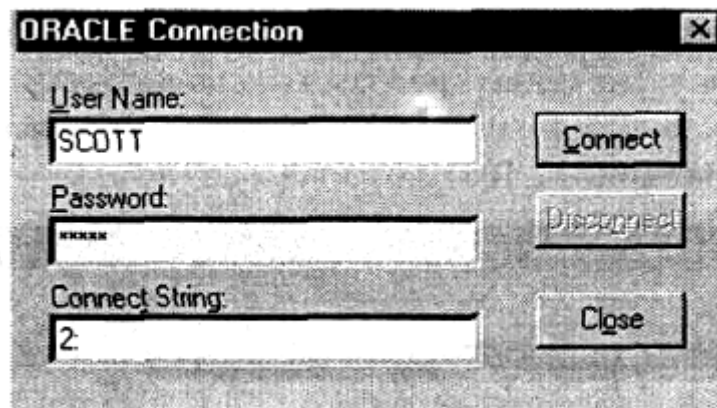 ORACLE Connection
User Name:
SCOTT
Connect
Password:
*****
Disconnect
Connect String:
2:
Close